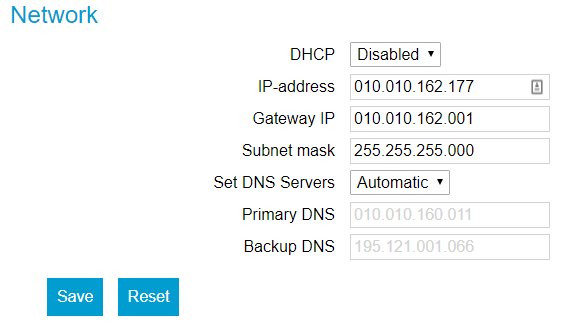 Network
DHCP Disabled
IP-address 010.010.162.177
Gateway IP 010.010.162.001
Subnet mask 255.255.255.000
Set DNS Servers Automatic
Primary DNS 010.010.160.011
Backup DNS 195.121.001.066
Save Reset